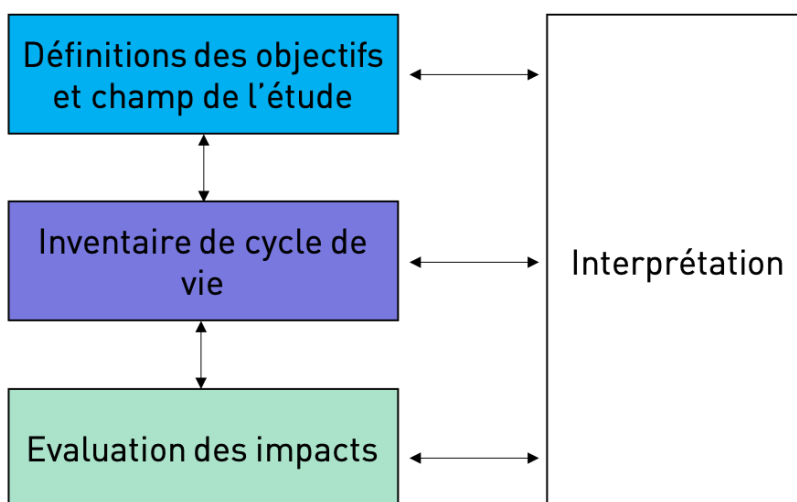 Définitions des objectifs
et champ de l’étude
Inventaire de cycle de
vie
Interprétation
Evaluation des impacts